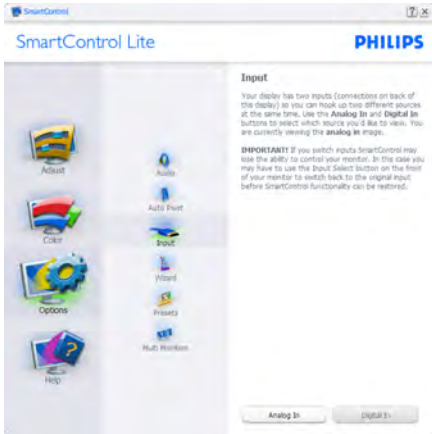 SmartControl
SmartControl Lite
PHILIPS
Adjust
Color
Options
Help
Audio
Auto Pivot
Input
Wizard
Presets
Multi Monitors
Input
Your display has two inputs (connections on back of
this display) so you can hook up two different sources
at the same time. Use the Analog In and Digital In
buttons to select which source you'd like to view. You
are currently viewing the analog in image.
IMPORTANT! If you switch inputs SmartControl may
lose the ability to control your monitor. In this case you
may have to use the Input Select button on the front
of your monitor to switch back to the original input
before SmartControl functionality can be restored.
Analog In
Digital In